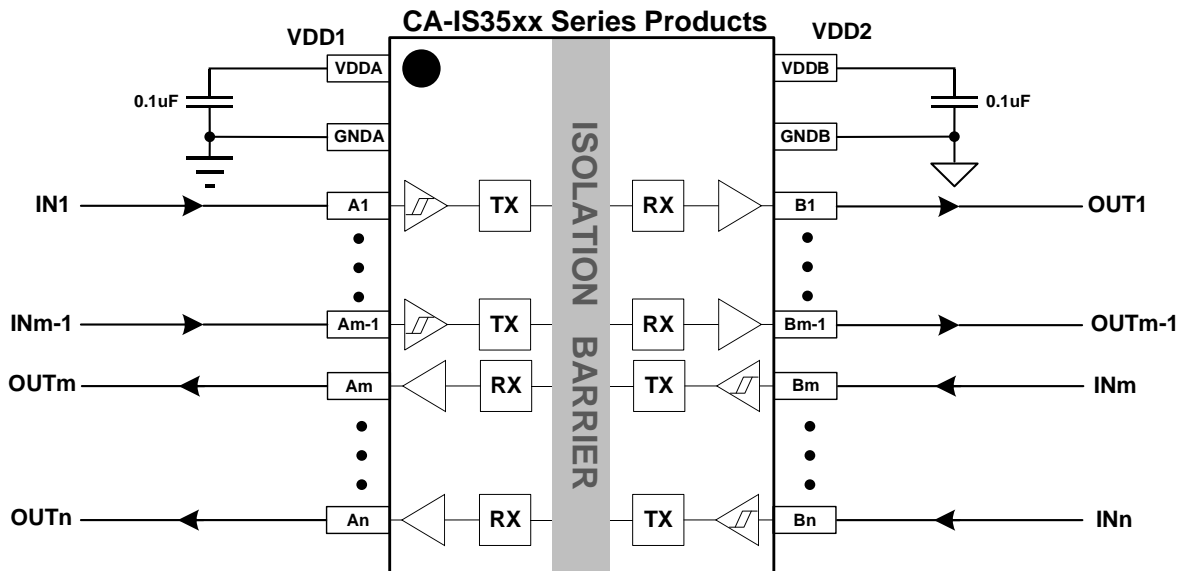 CA-IS35xx Series Products
VDD1
VDD2
VDDA
VDDB
0.1uF
0.1uF
GNDA
GNDB
ISOLATION BARRIER
IN1
A1
TX
RX
B1
OUT1
INm-1
Am-1
TX
RX
Bm-1
OUTm-1
OUTm
Am
RX
TX
Bm
INm
OUTn
An
RX
TX
Bn
INn